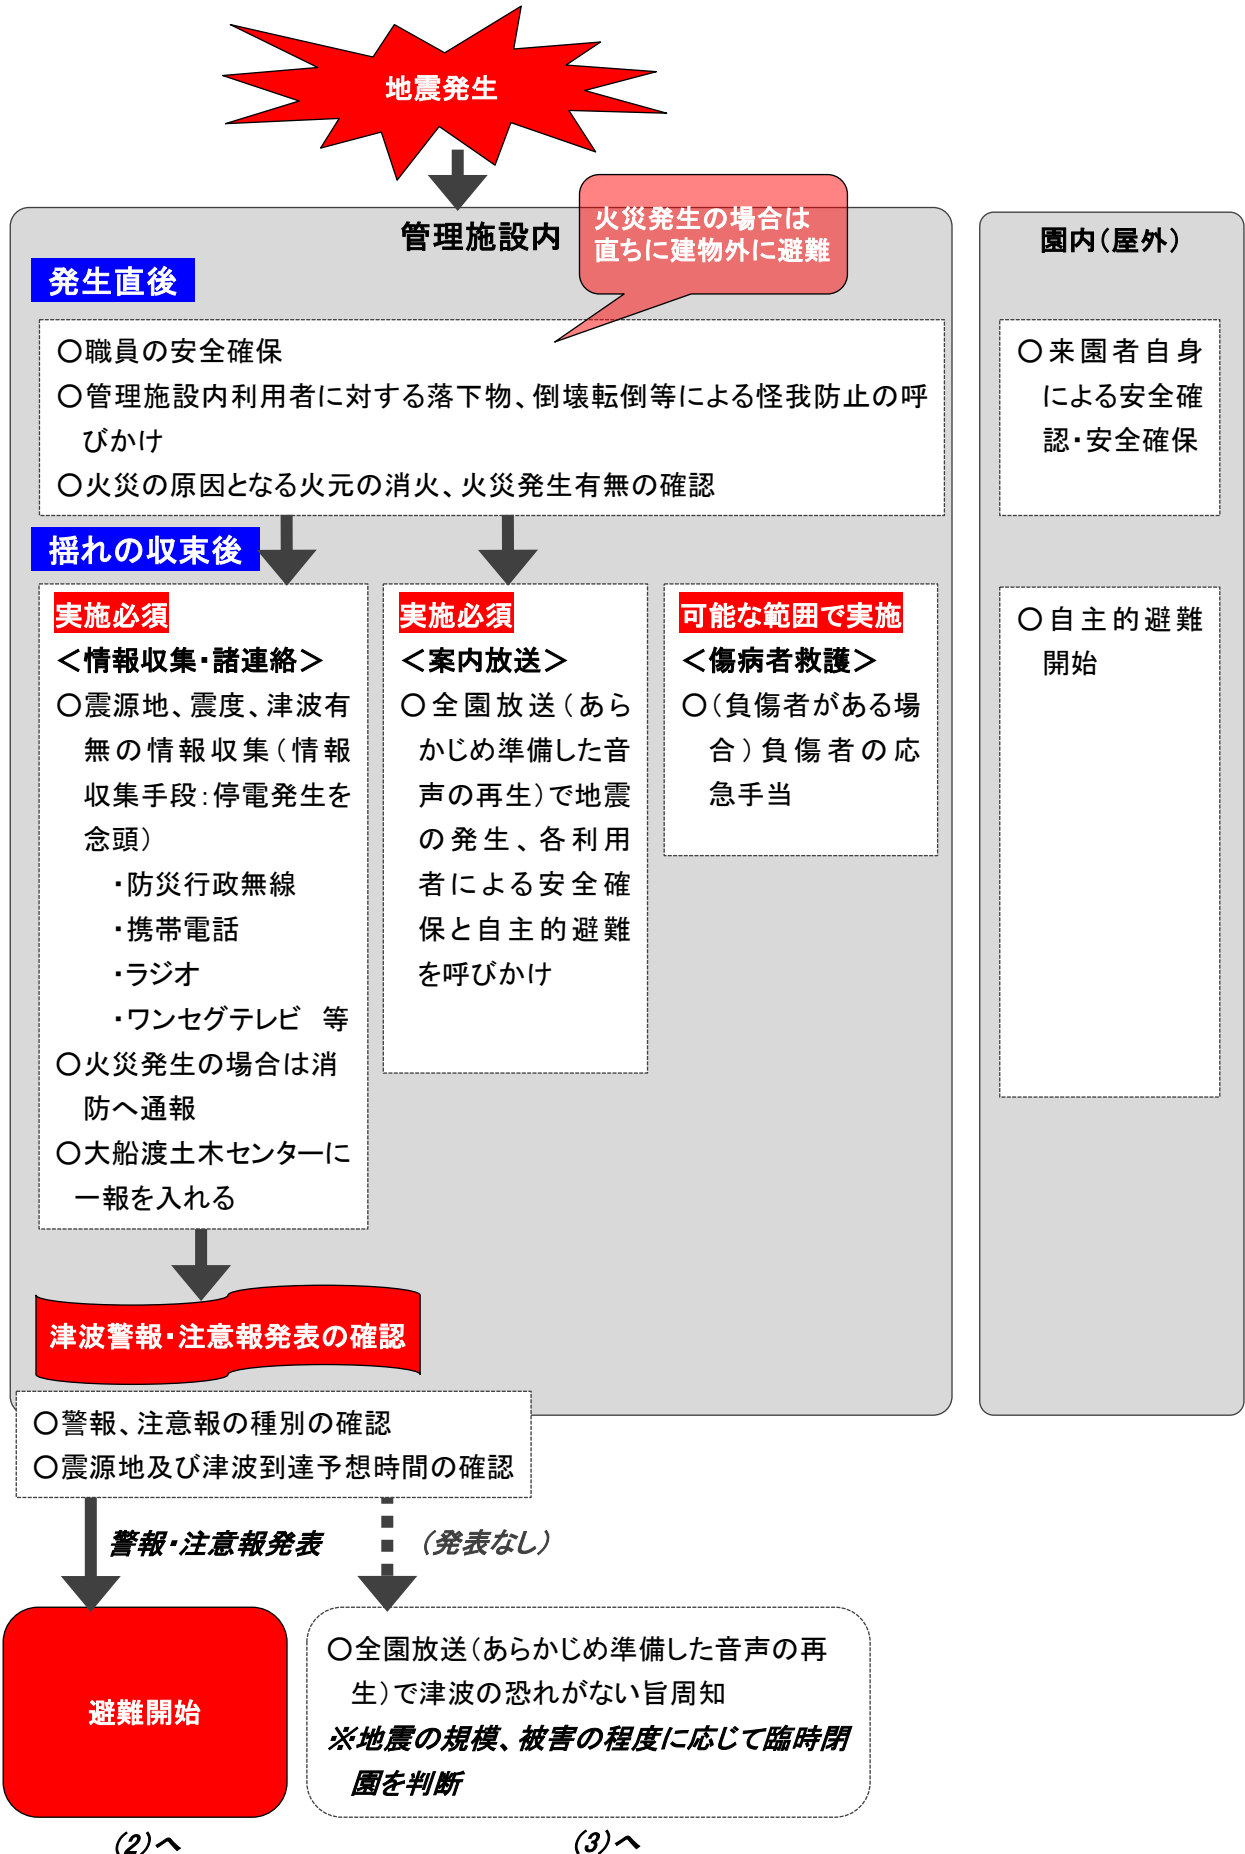 地震発生
管理施設内
火災発生の場合は
直ちに建物外に避難
発生直後
〇職員の安全確保
〇管理施設内利用者に対する落下物、倒壊転倒等による怪我防止の呼
びかけ
〇火災の原因となる火元の消火、火災発生有無の確認
揺れの収束後
実施必須
＜情報収集・諸連絡＞
〇震源地、震度、津波有
無の情報収集（情報
収集手段：停電発生を
念頭）
・防災行政無線
・携帯電話
・ラジオ
・ワンセグテレビ　等
〇火災発生の場合は消
防へ通報
〇大船渡土木センターに
一報を入れる
実施必須
＜案内放送＞
〇全園放送（あら
かじめ準備した音
声の再生）で地震
の発生、各利用
者による安全確
保と自主的避難
を呼びかけ
可能な範囲で実施
＜傷病者救護＞
〇（負傷者がある場
合）負傷者の応
急手当
園内（屋外）
〇来園者自身
による安全確
認・安全確保
〇自主的避難
開始
津波警報・注意報発表の確認
〇警報、注意報の種別の確認
〇震源地及び津波到達予想時間の確認
警報・注意報発表
（発表なし）
避難開始
〇全園放送（あらかじめ準備した音声の再
生）で津波の恐れがない旨周知
※地震の規模、被害の程度に応じて臨時閉
園を判断
（2）へ
（3）へ